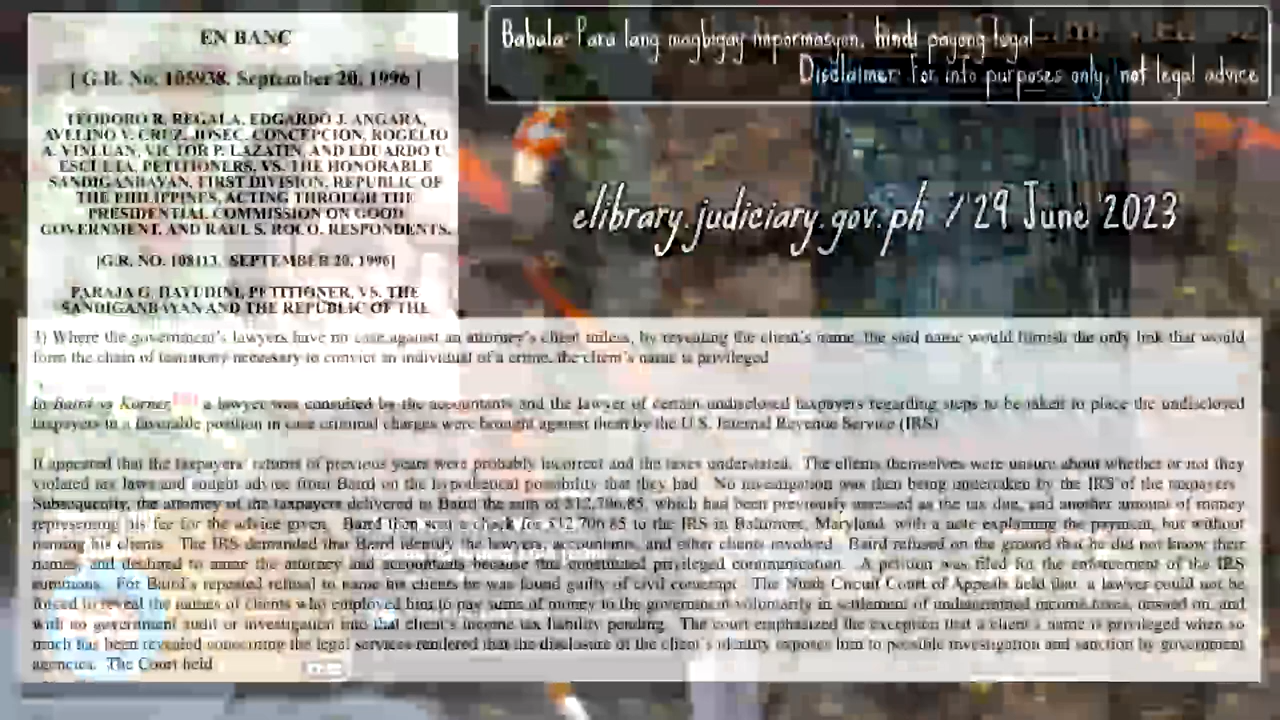 EN BANC
[ G.R. No. 105938. September 20, 1996 ]
TEODORO R. REGALA, EDGARDO J. ANGARA,
AVELINO V. CRUZ, JOSE C. CONCEPCION, ROGELIO
A. VINLUAN, VICTOR P. LAZATIN, AND EDUARDO U.
ESCUETA, PETITIONERS, VS. THE HONORABLE
SANDIGANBAYAN, FIRST DIVISION, REPUBLIC OF
THE PHILIPPINES, ACTING THROUGH THE
PRESIDENTIAL COMMISSION ON GOOD
GOVERNMENT, AND RAUL S. ROCO, RESPONDENTS.
[G.R. NO. 108113. SEPTEMBER 20, 1996]
PARAJA G. HAYUDINI, PETITIONER, VS. THE
SANDIGANBAYAN AND THE REPUBLIC OF THE
Babala: Para lang magbigay impormasyon, hindi payong legal
Disclaimer: For info purposes only, not legal advice
elibrary.judiciary.gov.ph / 29 June 2023
3) Where the government's lawyers have no case against an attorney's client unless, by revealing the client's name, the said name would furnish the only link that would
form the chain of testimony necessary to convict an individual of a crime, the client's name is privileged
In Baird vs Korner, a lawyer was consulted by the accountants and the lawyer of certain undisclosed taxpayers regarding steps to be taken to place the undisclosed
taxpayers in a favorable position in case criminal charges were brought against them by the U.S. Internal Revenue Service (IRS)
It appeared that the taxpayers' returns of previous years were probably incorrect and the taxes understated. The clients themselves were unsure about whether or not they
violated tax laws and sought advice from Baird on the hypothetical possibility that they had. No investigation was then being undertaken by the IRS of the taxpayers.
Subsequently, the attorney of the taxpayers delivered to Baird the sum of $12,706.85, which had been previously assessed as the tax due, and another amount of money
representing his fee for the advice given. Baird then sent a check for $12,706.85 to the IRS in Baltimore, Maryland, with a note explaining the payment, but without
naming his clients. The IRS demanded that Baird identify the lawyers, accountants, and other clients involved. Baird refused on the ground that he did not know their
names, and declined to name the attorney and accountants because this constituted privileged communication. A petition was filed for the enforcement of the IRS
summons. For Baird's repeated refusal to name his clients he was found guilty of civil contempt. The Ninth Circuit Court of Appeals held that, a lawyer could not be
forced to reveal the names of clients who employed him to pay sums of money to the government voluntarily in settlement of undetermined income taxes, unsued on, and
with no government audit or investigation into that client's income tax liability pending. The court emphasized the exception that a client's name is privileged when so
much has been revealed concerning the legal services rendered that the disclosure of the client's identity exposes him to possible investigation and sanction by government
agencies. The Court held